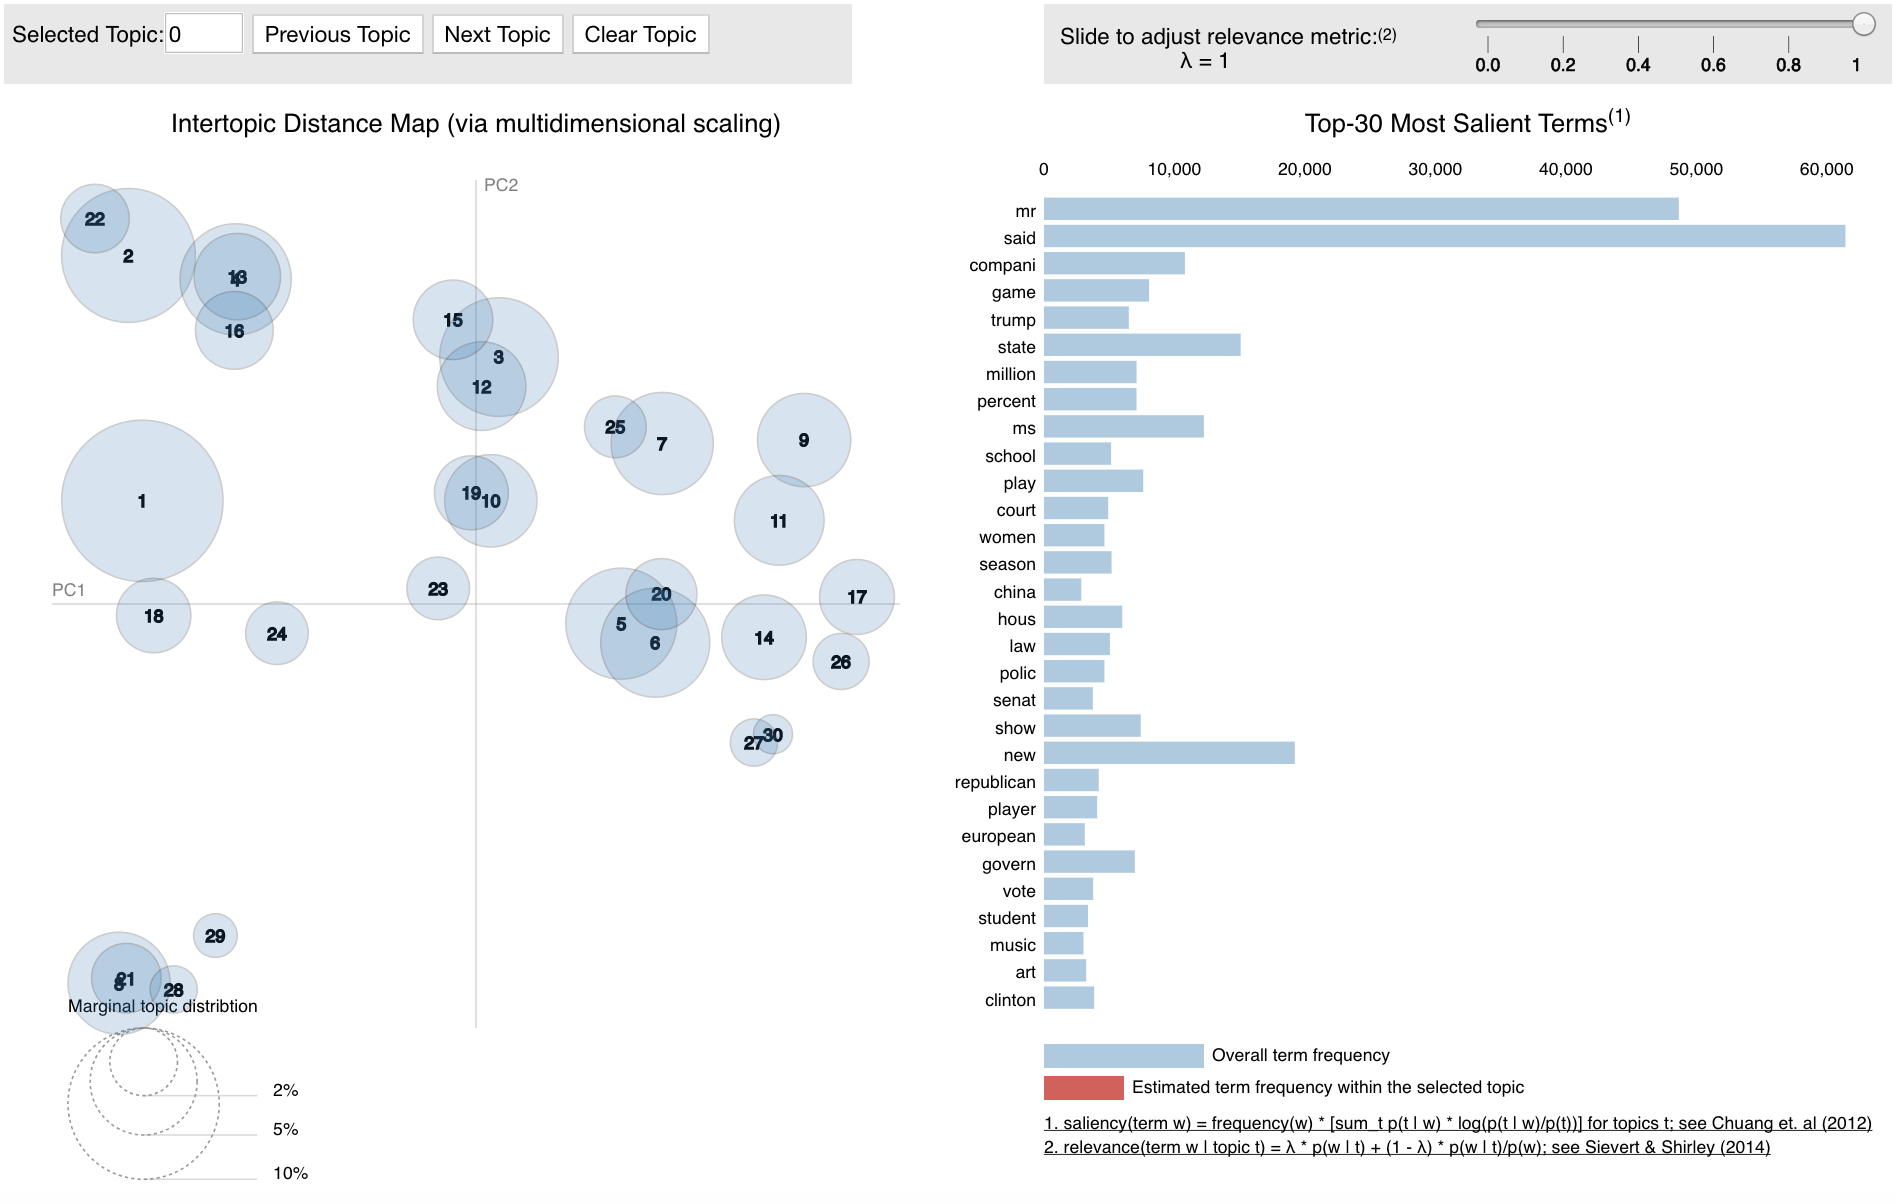 Selected Topic: 0 Previous Topic Next Topic Clear Topic
Slide to adjust relevance metric:(2)
λ = 1
0.0 0.2 0.4 0.6 0.8 1
Intertopic Distance Map (via multidimensional scaling)
PC2
PC1
22
2
13
4
16
15
3
12
25
7
9
1
19
10
11
23
18
24
20
5
6
14
17
26
27
30
29
21
8
28
Marginal topic distribtion
2%
5%
10%
Top-30 Most Salient Terms(1)
0 10,000 20,000 30,000 40,000 50,000 60,000
mr
said
compani
game
trump
state
million
percent
ms
school
play
court
women
season
china
hous
law
polic
senat
show
new
republican
player
european
govern
vote
student
music
art
clinton
Overall term frequency
Estimated term frequency within the selected topic
1. saliency(term w) = frequency(w) * [sum_t p(t | w) * log(p(t | w)/p(t))] for topics t; see Chuang et. al (2012)
2. relevance(term w | topic t) = λ * p(w | t) + (1 - λ) * p(w | t)/p(w); see Sievert & Shirley (2014)